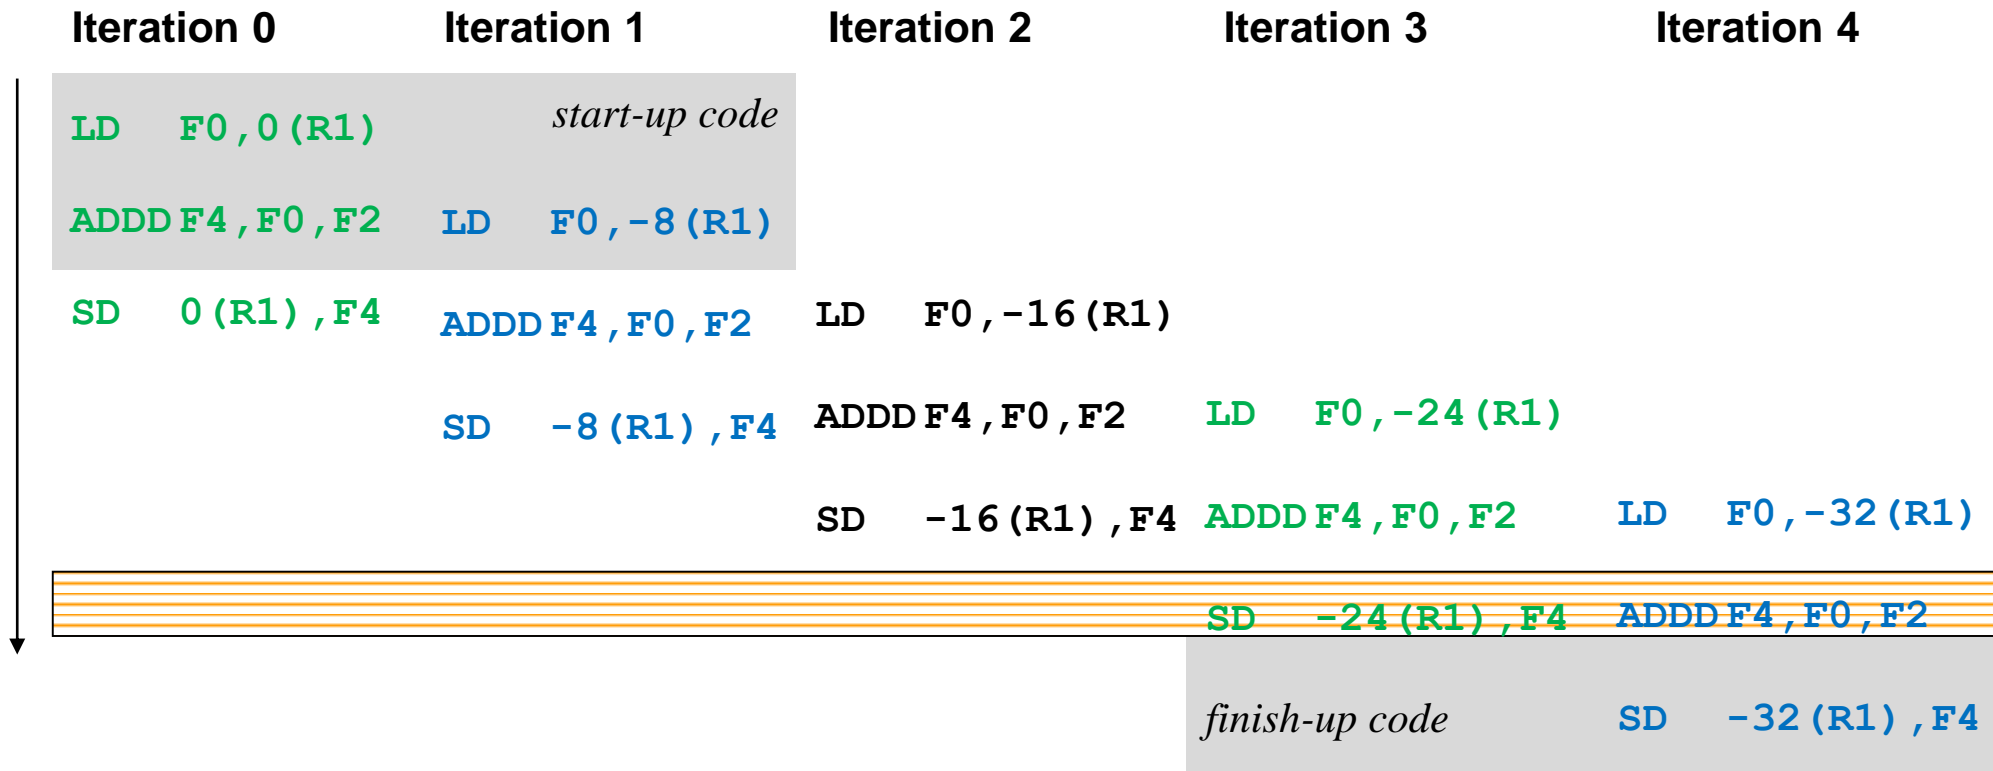 Iteration 0 Iteration 1 Iteration 2 Iteration 3 Iteration 4
start-up code
LD F0,0(R1)
ADDD F4,F0,F2 LD F0,-8(R1)
SD 0(R1),F4 ADDD F4,F0,F2 LD F0,-16(R1)
SD -8(R1),F4 ADDD F4,F0,F2 LD F0,-24(R1)
SD -16(R1),F4 ADDD F4,F0,F2 LD F0,-32(R1)
SD -24(R1),F4 ADDD F4,F0,F2
finish-up code SD -32(R1),F4